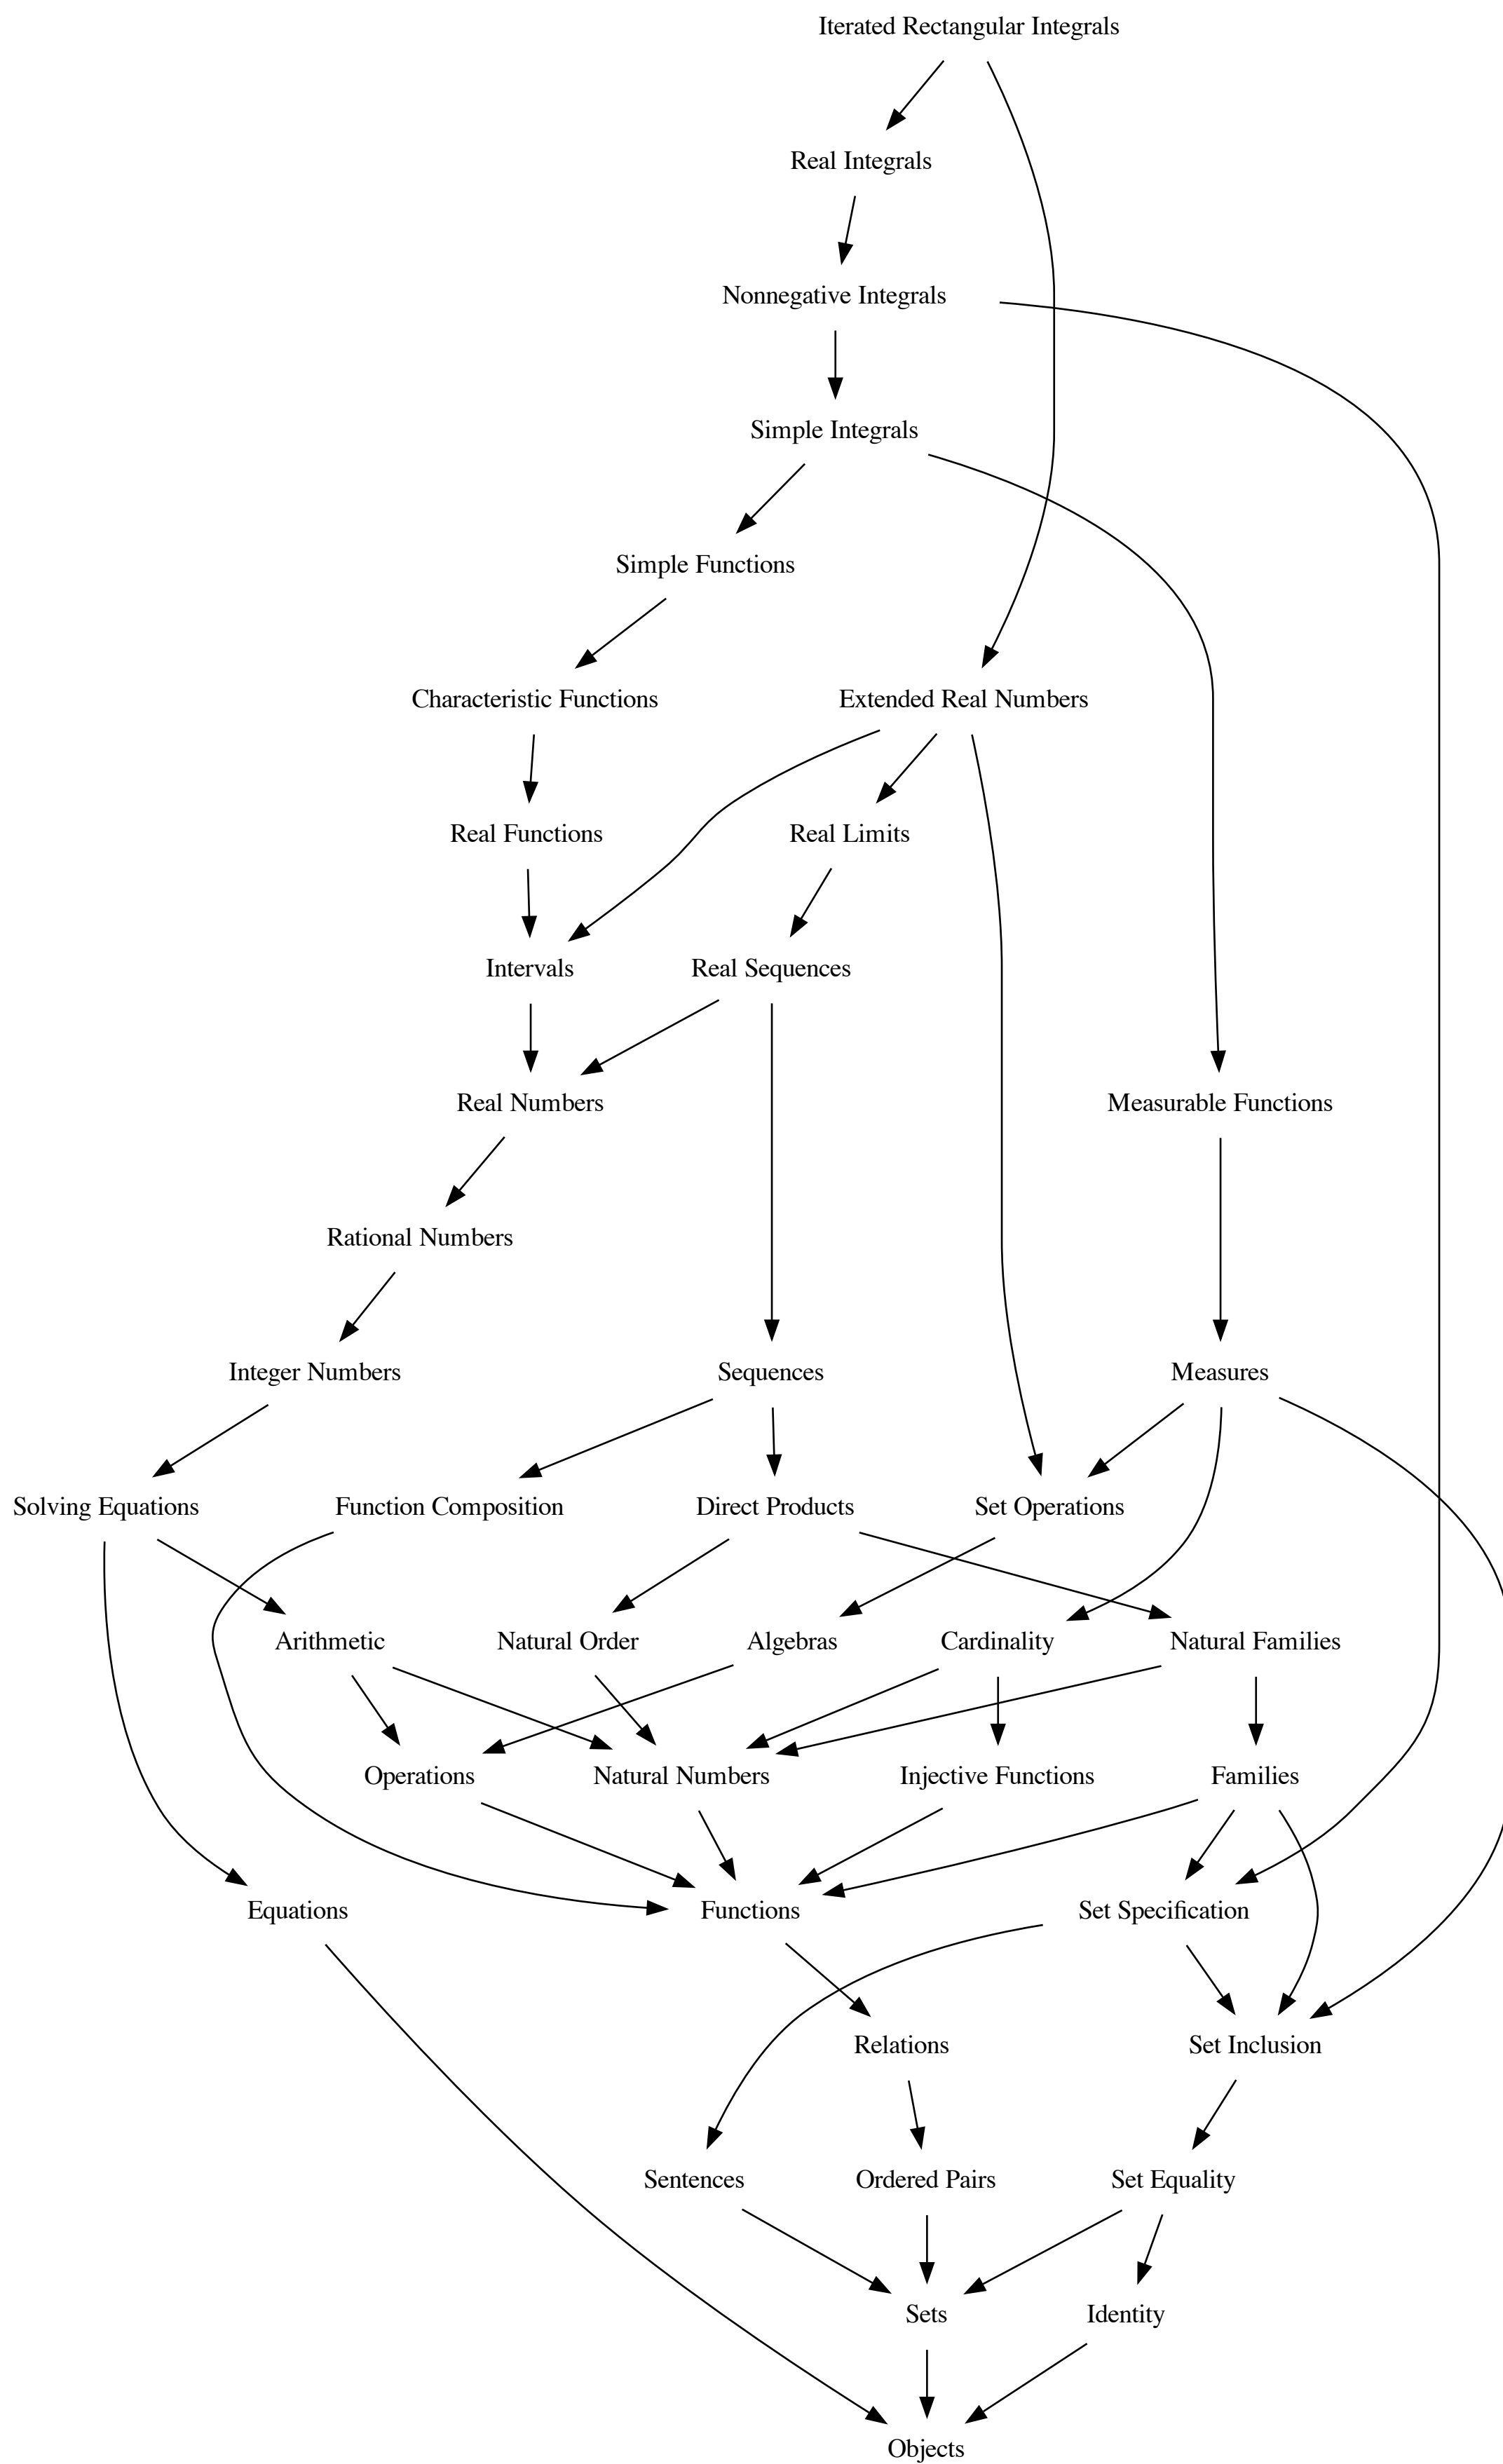 Iterated Rectangular Integrals
Real Integrals
Nonnegative Integrals
Simple Integrals
Simple Functions
Characteristic Functions
Extended Real Numbers
Real Functions
Real Limits
Intervals
Real Sequences
Real Numbers
Measurable Functions
Rational Numbers
Integer Numbers
Sequences
Measures
Solving Equations
Function Composition
Direct Products
Set Operations
Arithmetic
Natural Order
Algebras
Cardinality
Natural Families
Operations
Natural Numbers
Injective Functions
Families
Equations
Functions
Set Specification
Relations
Set Inclusion
Sentences
Ordered Pairs
Set Equality
Sets
Identity
Objects